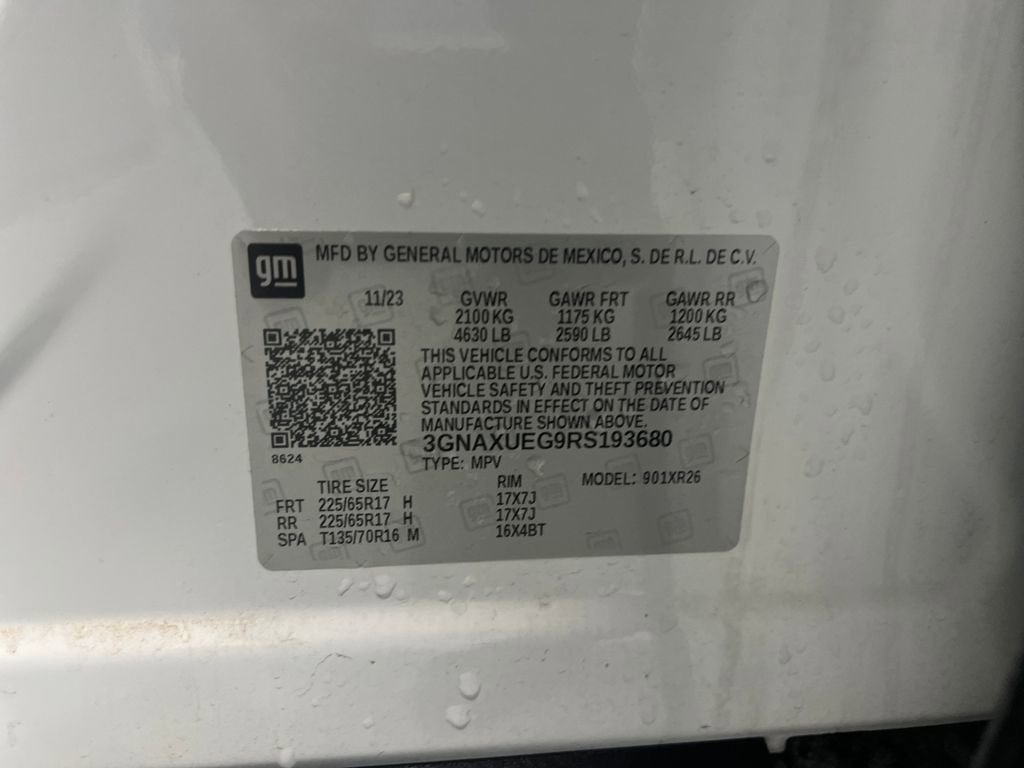 gm
MFD BY GENERAL MOTORS DE MEXICO, S. DE R.L. DE C.V.
11/23 GVWR GAWR FRT GAWR RR
2100 KG 1175 KG 1200 KG
4630 LB 2590 LB 2645 LB
THIS VEHICLE CONFORMS TO ALL
APPLICABLE U.S. FEDERAL MOTOR
VEHICLE SAFETY AND THEFT PREVENTION
STANDARDS IN EFFECT ON THE DATE OF
MANUFACTURE SHOWN ABOVE.
3GNAXUEG9RS193680
8624
TYPE: MPV
TIRE SIZE RIM MODEL: 901XR26
FRT 225/65R17 H 17X7J
RR 225/65R17 H 17X7J
SPA T135/70R16 M 16X4BT